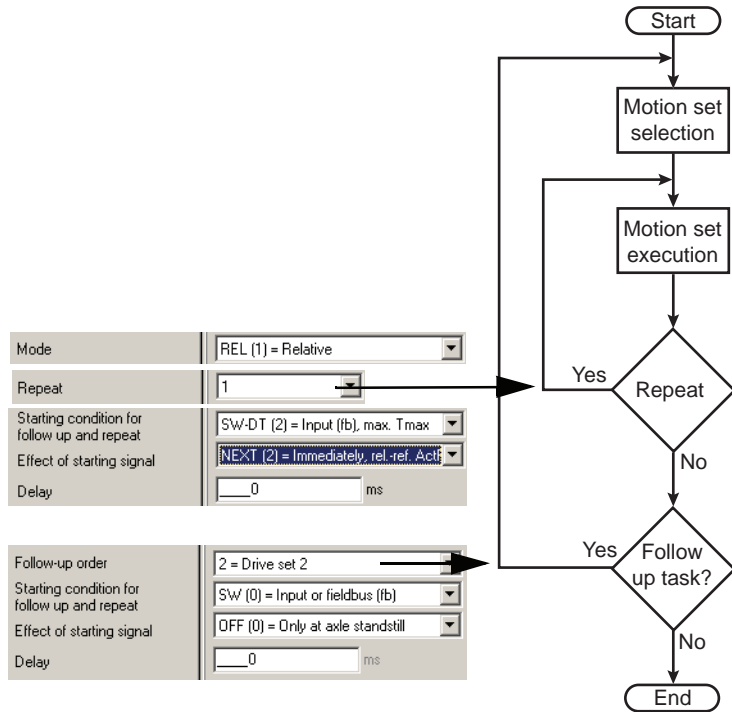 Start
Motion set
selection
Motion set
execution
Mode
REL (1) = Relative
Repeat
1
Yes
Repeat
Starting condition for
follow up and repeat
SW-DT (2) = Input (fb), max. Tmax
Effect of starting signal
NEXT (2) = Immediately, rel.-ref. Act
Delay
____0
ms
No
Follow-up order
2 = Drive set 2
Yes
Follow
up task?
Starting condition for
follow up and repeat
SW (0) = Input or fieldbus (fb)
Effect of starting signal
OFF (0) = Only at axle standstill
Delay
____0
ms
No
End